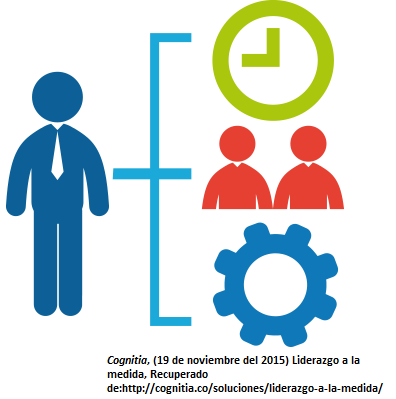 Cognitia, (19 de noviembre del 2015) Liderazgo a la
medida, Recuperado
de:http://cognitia.co/soluciones/liderazgo-a-la-medida/